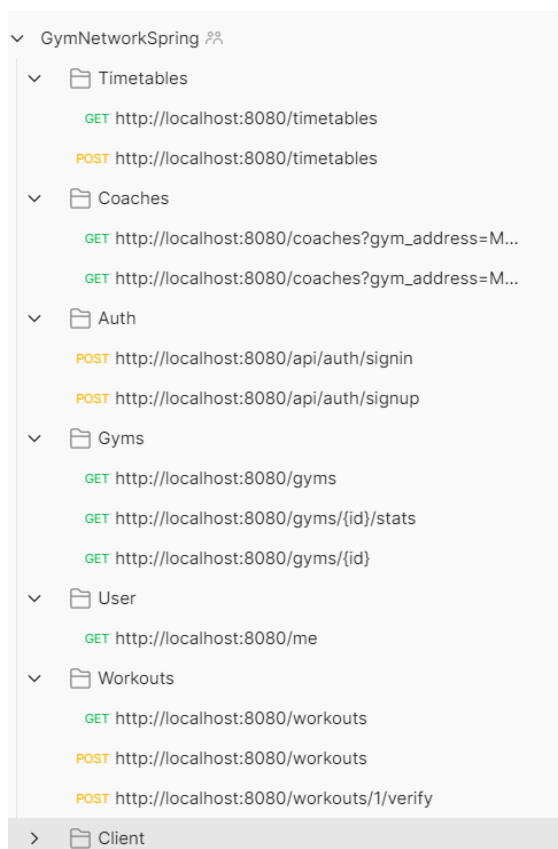 GymNetworkSpring
Timetables
GET http://localhost:8080/timetables
POST http://localhost:8080/timetables
Coaches
GET http://localhost:8080/coaches?gym_address=M...
GET http://localhost:8080/coaches?gym_address=M...
Auth
POST http://localhost:8080/api/auth/signin
POST http://localhost:8080/api/auth/signup
Gyms
GET http://localhost:8080/gyms
GET http://localhost:8080/gyms/{id}/stats
GET http://localhost:8080/gyms/{id}
User
GET http://localhost:8080/me
Workouts
GET http://localhost:8080/workouts
POST http://localhost:8080/workouts
POST http://localhost:8080/workouts/1/verify
Client